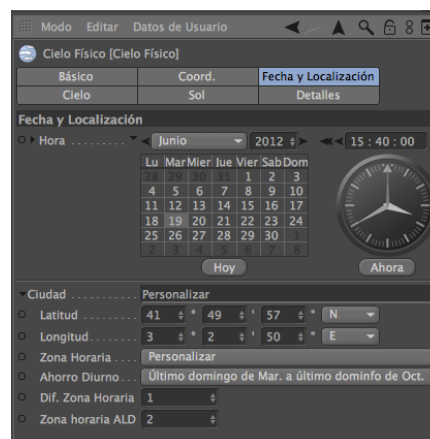 Modo Editar Datos de Usuario
Cielo Físico [Cielo Físico]
Básico Coord. Fecha y Localización
Cielo Sol Detalles
Fecha y Localización
Hora . . . . . . . . . Junio 2012 15 : 40 : 00
Lu Mar Mier Jue Vier Sab Dom
28 29 30 31 1 2 3
4 5 6 7 8 9 10
11 12 13 14 15 16 17
18 19 20 21 22 23 24
25 26 27 28 29 30 1
2 3 4 5 6 7 8
Hoy Ahora
Ciudad . . . . . . . . . . Personalizar
Latitud . . . . . . . 41 ° 49 ' 57 " N
Longitud . . . . . . 3 ° 2 ' 50 " E
Zona Horaria . . . . Personalizar
Ahorro Diurno . . . Último domingo de Mar. a último dominfo de Oct.
Dif. Zona Horaria 1
Zona horaria ALD 2